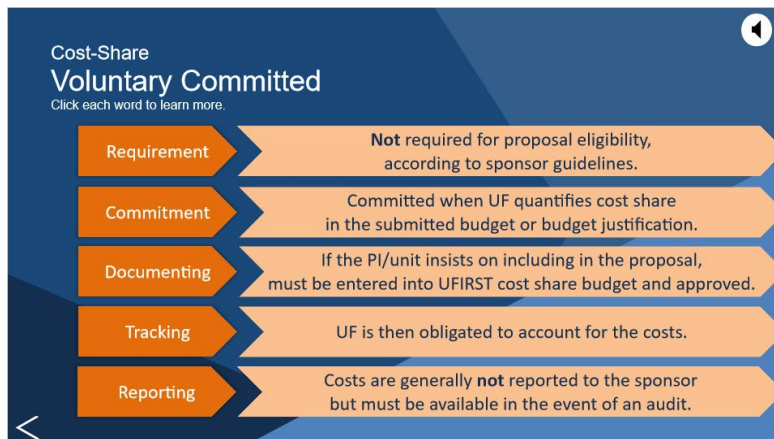 Cost-Share
Voluntary Committed
Click each word to learn more.
Requirement
Not required for proposal eligibility,
according to sponsor guidelines.
Commitment
Committed when UF quantifies cost share
in the submitted budget or budget justification.
Documenting
If the PI/unit insists on including in the proposal,
must be entered into UFIRST cost share budget and approved.
Tracking
UF is then obligated to account for the costs.
Reporting
Costs are generally not reported to the sponsor
but must be available in the event of an audit.